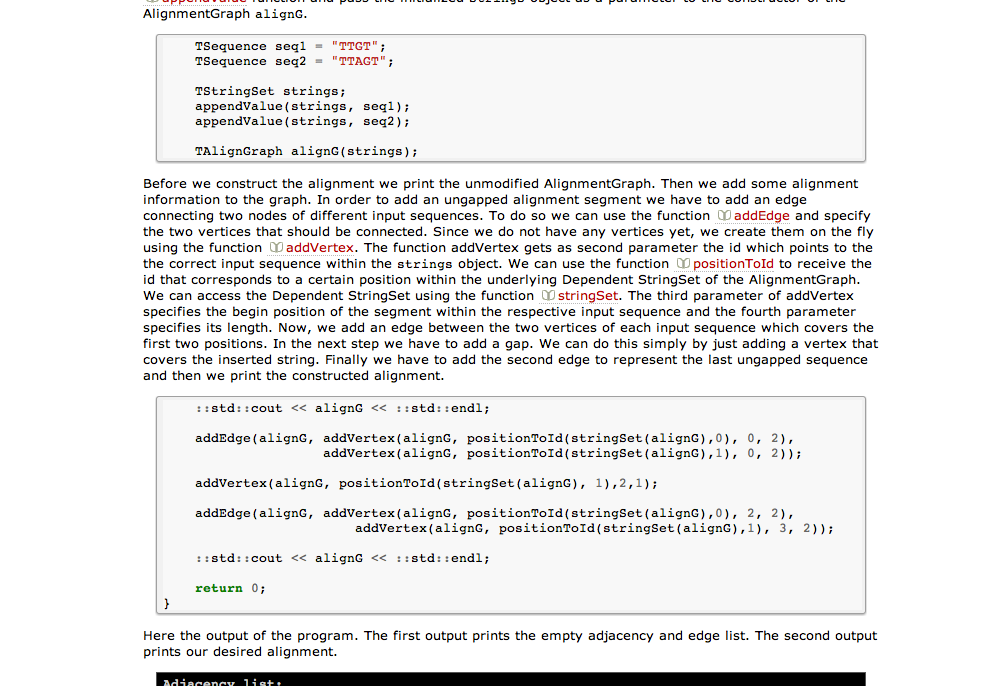 appendValue function and pass the initialized strings object as a parameter to the constructor of the
AlignmentGraph alignG.
TSequence seq1 = "TTGT";
TSequence seq2 = "TTAGT";
TStringSet strings;
appendValue(strings, seq1);
appendValue(strings, seq2);
TAlignGraph alignG(strings);
Before we construct the alignment we print the unmodified AlignmentGraph. Then we add some alignment
information to the graph. In order to add an ungapped alignment segment we have to add an edge
connecting two nodes of different input sequences. To do so we can use the function addEdge and specify
the two vertices that should be connected. Since we do not have any vertices yet, we create them on the fly
using the function addVertex. The function addVertex gets as second parameter the id which points to the
the correct input sequence within the strings object. We can use the function positionToId to receive the
id that corresponds to a certain position within the underlying Dependent StringSet of the AlignmentGraph.
We can access the Dependent StringSet using the function stringSet. The third parameter of addVertex
specifies the begin position of the segment within the respective input sequence and the fourth parameter
specifies its length. Now, we add an edge between the two vertices of each input sequence which covers the
first two positions. In the next step we have to add a gap. We can do this simply by just adding a vertex that
covers the inserted string. Finally we have to add the second edge to represent the last ungapped sequence
and then we print the constructed alignment.
::std::cout << alignG << ::std::endl;
addEdge(alignG, addVertex(alignG, positionToId(stringSet(alignG),0), 0, 2),
addVertex(alignG, positionToId(stringSet(alignG),1), 0, 2));
addVertex(alignG, positionToId(stringSet(alignG), 1),2,1);
addEdge(alignG, addVertex(alignG, positionToId(stringSet(alignG),0), 2, 2),
addVertex(alignG, positionToId(stringSet(alignG),1), 3, 2));
::std::cout << alignG << ::std::endl;
return 0;
}
Here the output of the program. The first output prints the empty adjacency and edge list. The second output
prints our desired alignment.
Adjacency list: